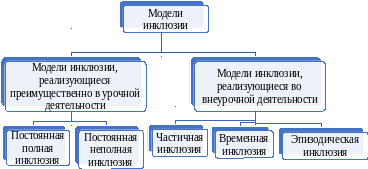 Модели
инклюзии
Модели инклюзии,
реализующиеся
преимущественно в урочной
деятельности
Модели инклюзии,
реализующиеся во
внеурочной деятельности
Постоянная
полная
инклюзия
Постоянная
неполная
инклюзия
Частичная
инклюзия
Временная
инклюзия
Эпизодическая
инклюзия